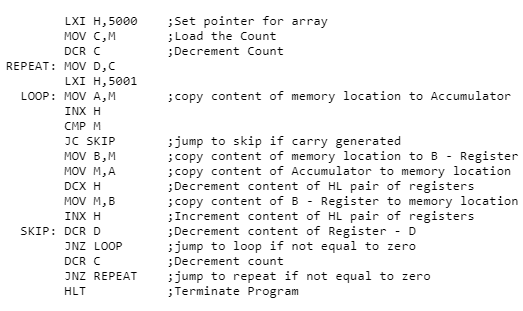 LXI H,5000 ;Set pointer for array
MOV C,M ;Load the Count
DCR C ;Decrement Count
REPEAT: MOV D,C
LXI H,5001
LOOP: MOV A,M ;copy content of memory location to Accumulator
INX H
CMP M
JC SKIP ;jump to skip if carry generated
MOV B,M ;copy content of memory location to B - Register
MOV M,A ;copy content of Accumulator to memory location
DCX H ;Decrement content of HL pair of registers
MOV M,B ;copy content of B - Register to memory location
INX H ;Increment content of HL pair of registers
SKIP: DCR D ;Decrement content of Register - D
JNZ LOOP ;jump to loop if not equal to zero
DCR C ;Decrement count
JNZ REPEAT ;jump to repeat if not equal to zero
HLT ;Terminate Program